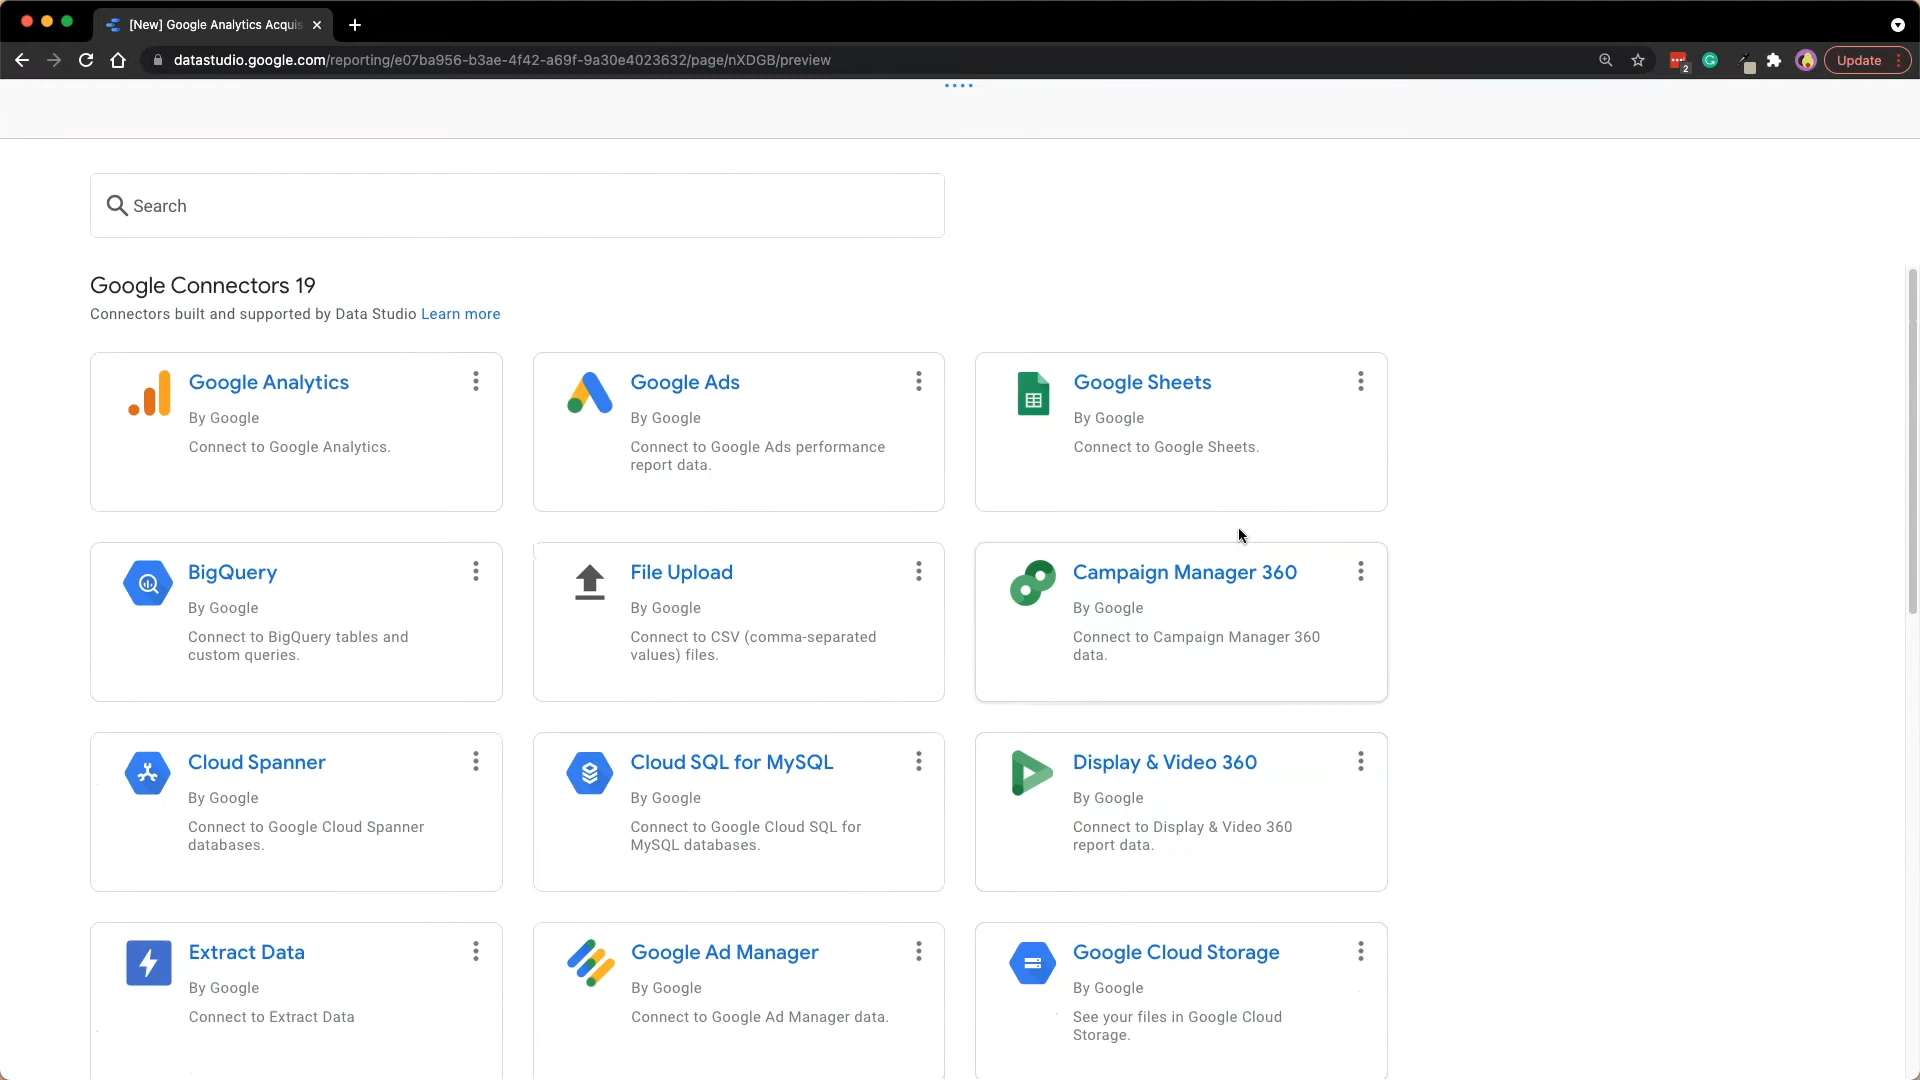 [New] Google Analytics Acquis
datastudio.google.com/reporting/e07ba956-b3ae-4f42-a69f-9a30e4023632/page/nXDGB/preview
2
Update
Search
Google Connectors 19
Connectors built and supported by Data Studio Learn more
Google Analytics
By Google
Connect to Google Analytics.
Google Ads
By Google
Connect to Google Ads performance
report data.
Google Sheets
By Google
Connect to Google Sheets.
BigQuery
By Google
Connect to BigQuery tables and
custom queries.
File Upload
By Google
Connect to CSV (comma-separated
values) files.
Campaign Manager 360
By Google
Connect to Campaign Manager 360
data.
Cloud Spanner
By Google
Connect to Google Cloud Spanner
databases.
Cloud SQL for MySQL
By Google
Connect to Google Cloud SQL for
MySQL databases.
Display & Video 360
By Google
Connect to Display & Video 360
report data.
Extract Data
By Google
Connect to Extract Data
Google Ad Manager
By Google
Connect to Google Ad Manager data.
Google Cloud Storage
By Google
See your files in Google Cloud
Storage.